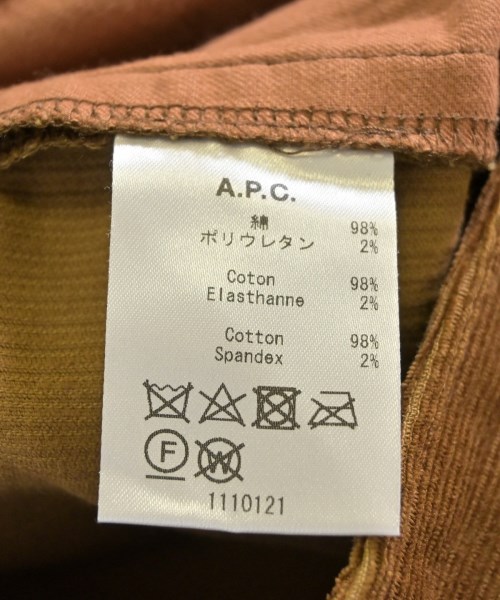 A.P.C.
綿 98%
ポリウレタン 2%
Coton 98%
Elasthanne 2%
Cotton 98%
Spandex 2%
F W
1110121